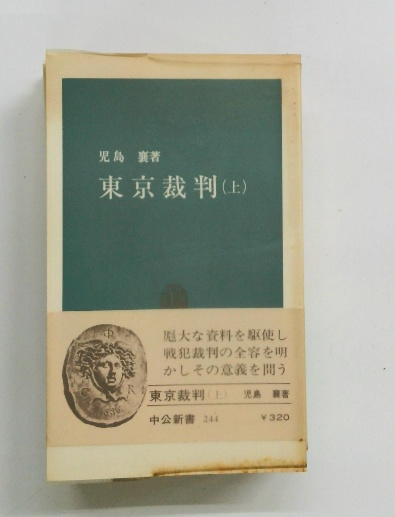 児島 襄著
東京裁判(上)
厖大な資料を駆使し
戦犯裁判の全容を明
かしその意義を問う
東京裁判(上) 児島 襄著
中公新書 244 ¥320